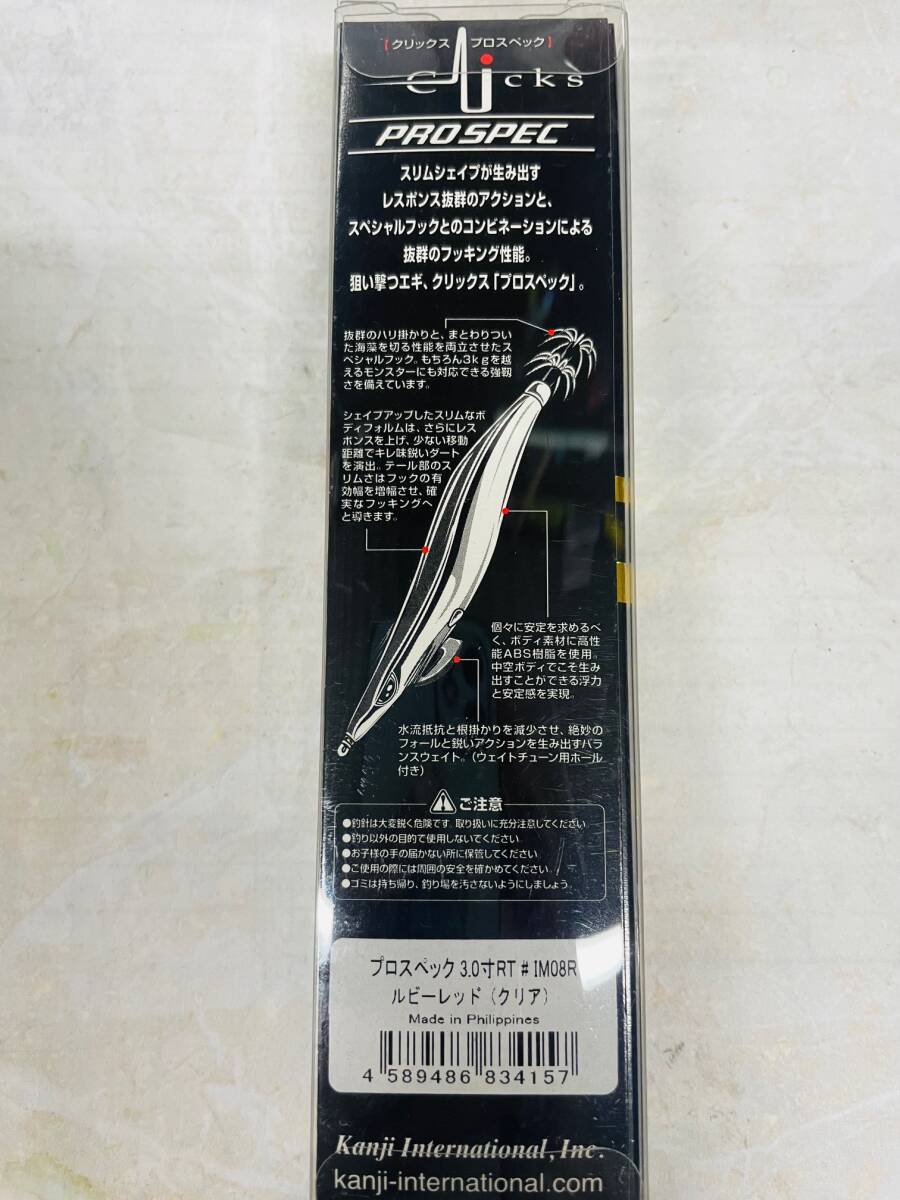 ［クリックス プロスペック］
Clicks
PRO SPEC
スリムシェイプが生み出す
レスポンス抜群のアクションと、
スペシャルフックとのコンビネーションによる
抜群のフッキング性能。
狙い撃つエギ、クリックス「プロスペック」。
抜群のハリ掛かりと、まとわりつい
た海藻を切る性能を両立させたス
ペシャルフック。もちろん3kgを越
えるモンスターにも対応できる強靭
さを備えています。
シェイプアップしたスリムなボ
ディフォルムは、さらにレス
ポンスを上げ、少ない移動
距離でキレ味鋭いダート
を演出。テール部のス
リムさはフックの有
効幅を増幅させ、確
実なフッキングへ
と導きます。
個々に安定を求めるべ
く、ボディ素材に高性
能ABS樹脂を使用。
中空ボディでこそ生み
出すことができる浮力
と安定感を実現。
水流抵抗と根掛かりを減少させ、絶妙の
フォールと鋭いアクションを生み出すバラ
ンスウェイト。（ウェイトチューン用ホール
付き）
ご注意
●釣針は大変鋭く危険です。取り扱いに充分注意してください。
●釣り以外の目的で使用しないでください。
●お子様の手の届かない所に保管してください。
●ご使用の際には周囲の安全を確かめてください。
●ゴミは持ち帰り、釣り場を汚さないようにしましょう。
プロスペック 3.0寸RT # IM08R
ルビーレッド（クリア）
Made in Philippines
4 589486 834157
Kanji International, Inc.
kanji-international.com